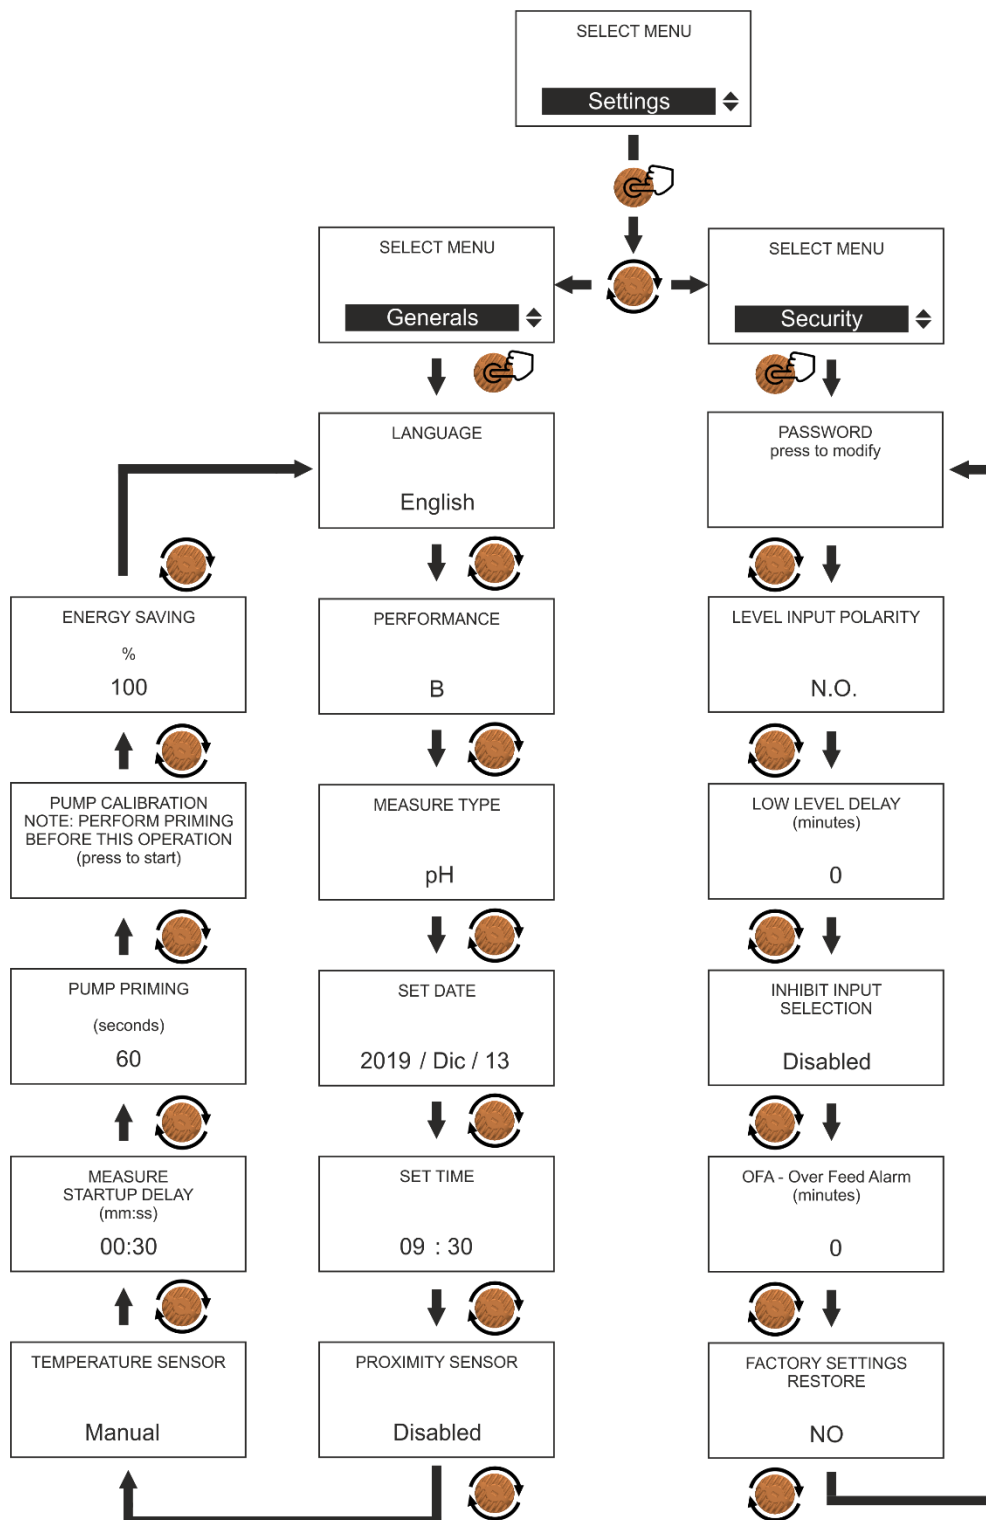 SELECT MENU
Settings
SELECT MENU
Generals
SELECT MENU
Security
LANGUAGE
English
PASSWORD
press to modify
ENERGY SAVING
%
100
PERFORMANCE
B
LEVEL INPUT POLARITY
N.O.
PUMP CALIBRATION
NOTE: PERFORM PRIMING
BEFORE THIS OPERATION
(press to start)
MEASURE TYPE
pH
LOW LEVEL DELAY
(minutes)
0
PUMP PRIMING
(seconds)
60
SET DATE
2019 / Dic / 13
INHIBIT INPUT
SELECTION
Disabled
MEASURE
STARTUP DELAY
(mm:ss)
00:30
SET TIME
09 : 30
OFA - Over Feed Alarm
(minutes)
0
TEMPERATURE SENSOR
Manual
PROXIMITY SENSOR
Disabled
FACTORY SETTINGS
RESTORE
NO